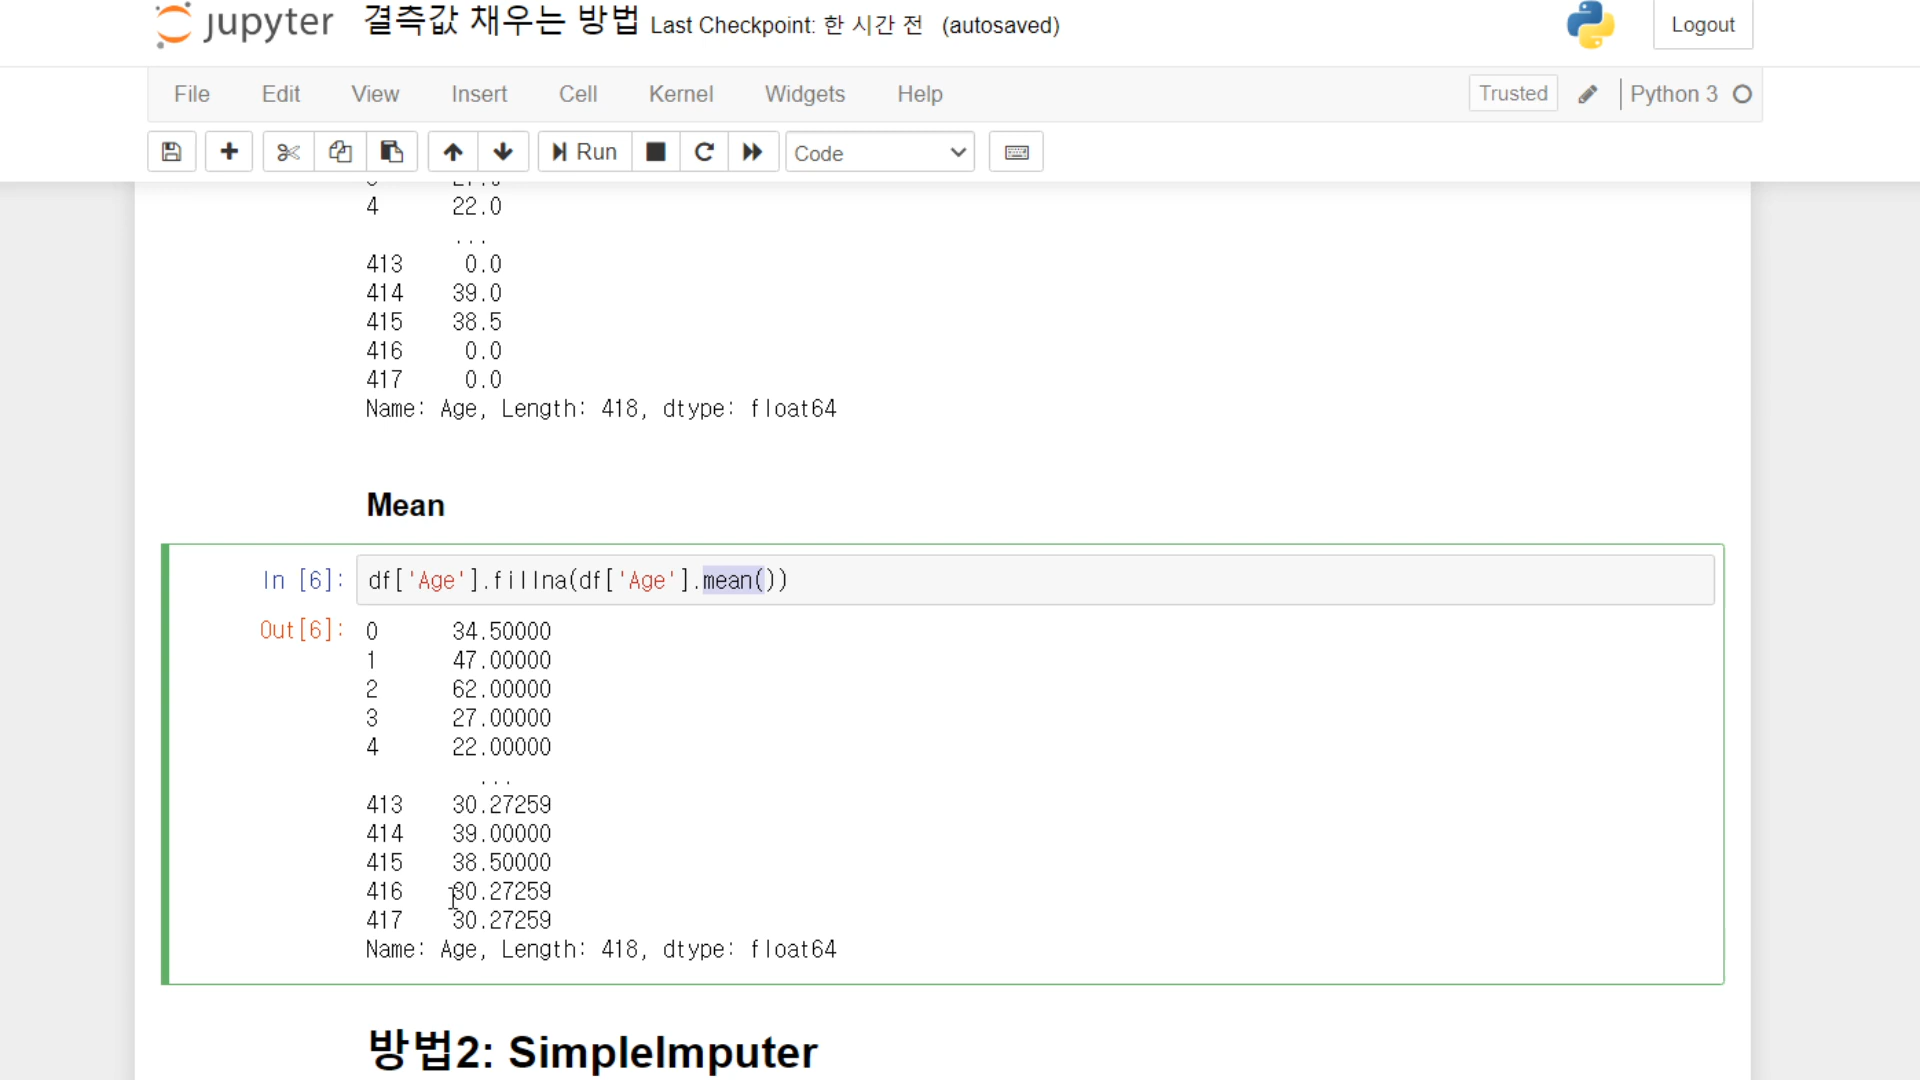 jupyter 결측값 채우는 방법 Last Checkpoint: 한 시간 전 (autosaved) Logout
File Edit View Insert Cell Kernel Widgets Help Trusted Python 3
Run Code
4 22.0
...
413 0.0
414 39.0
415 38.5
416 0.0
417 0.0
Name: Age, Length: 418, dtype: float64
Mean
In [6]: df['Age'].fillna(df['Age'].mean())
Out[6]: 0 34.50000
1 47.00000
2 62.00000
3 27.00000
4 22.00000
...
413 30.27259
414 39.00000
415 38.50000
416 30.27259
417 30.27259
Name: Age, Length: 418, dtype: float64
방법2: SimpleImputer